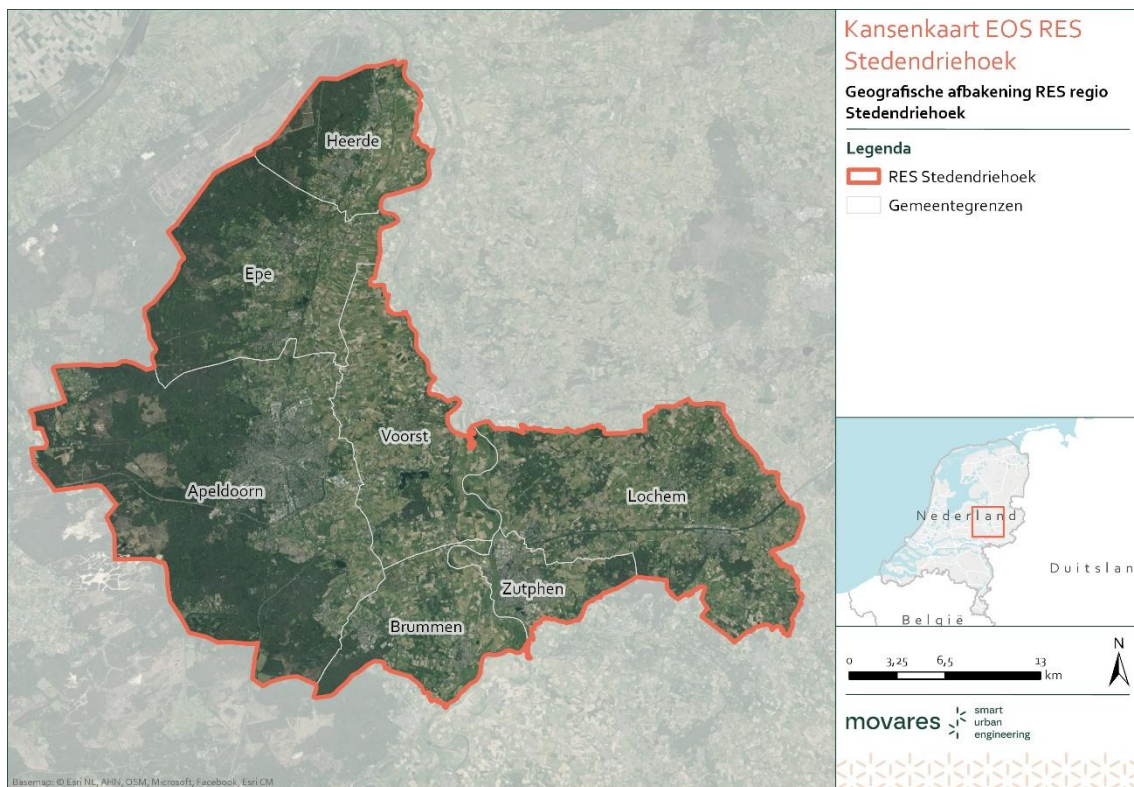 Kansenkaart EOS RES
Stedendriehoek
Geografische afbakening RES regio
Stedendriehoek
Legenda
RES Stedendriehoek
Gemeentegrenzen
Heerde
Epe
Voorst
Apeldoorn
Lochem
Zutphen
Brummen
Nederland
Duitslan
België
0 3,25 6,5 13
km
N
movares
smart
urban
engineering
Basemap: © Esri NL, AHN, OSM, Microsoft, Facebook, Esri CM